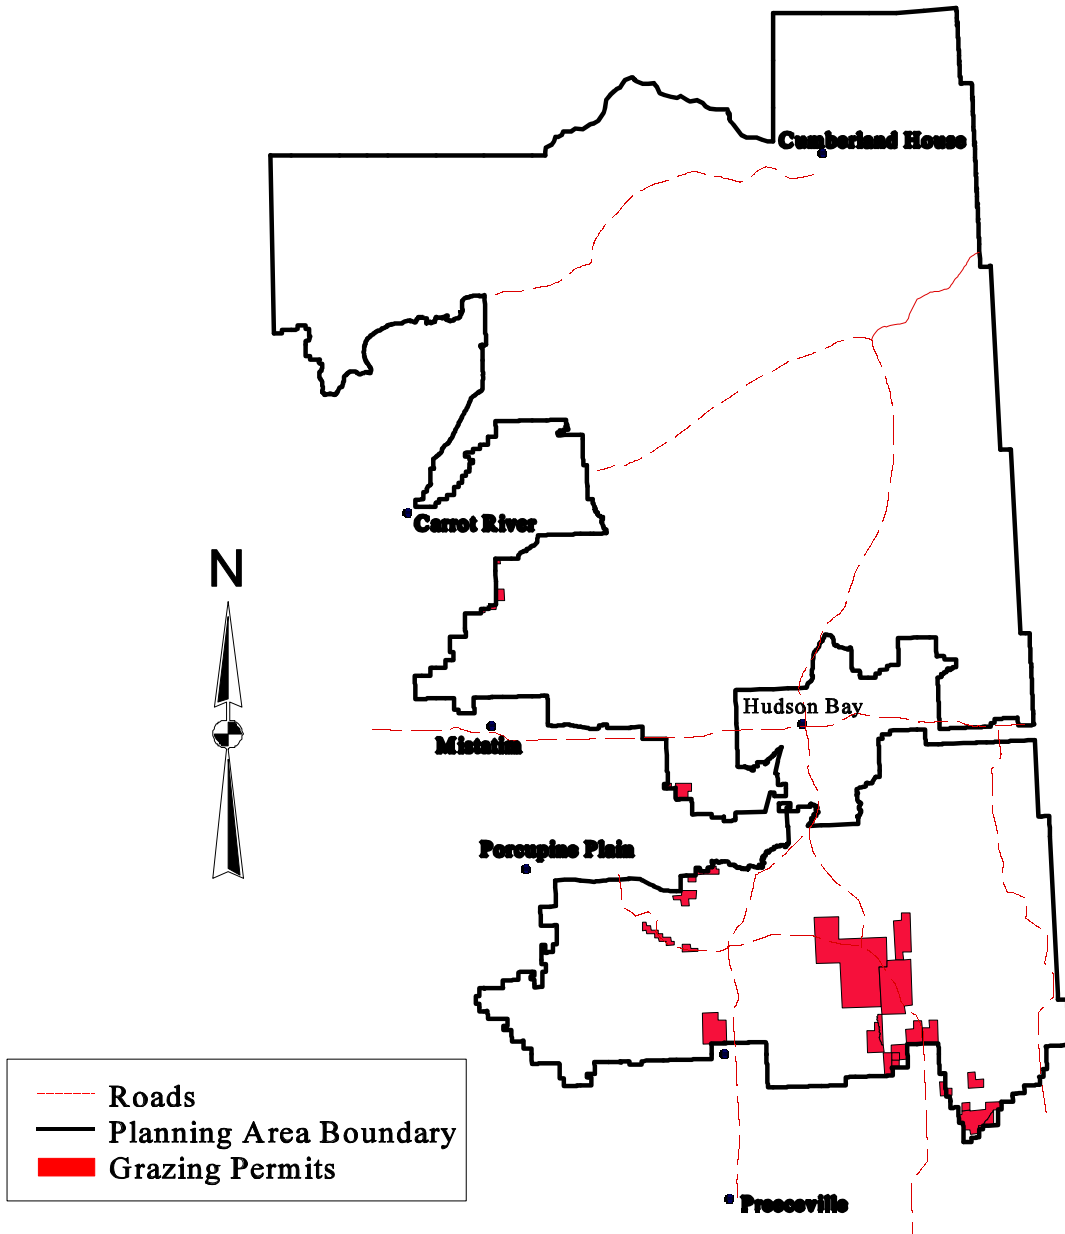 Cumberland House
Carrot River
N
Hudson Bay
Mistatim
Porcupine Plain
Roads
Planning Area Boundary
Grazing Permits
Preeceville